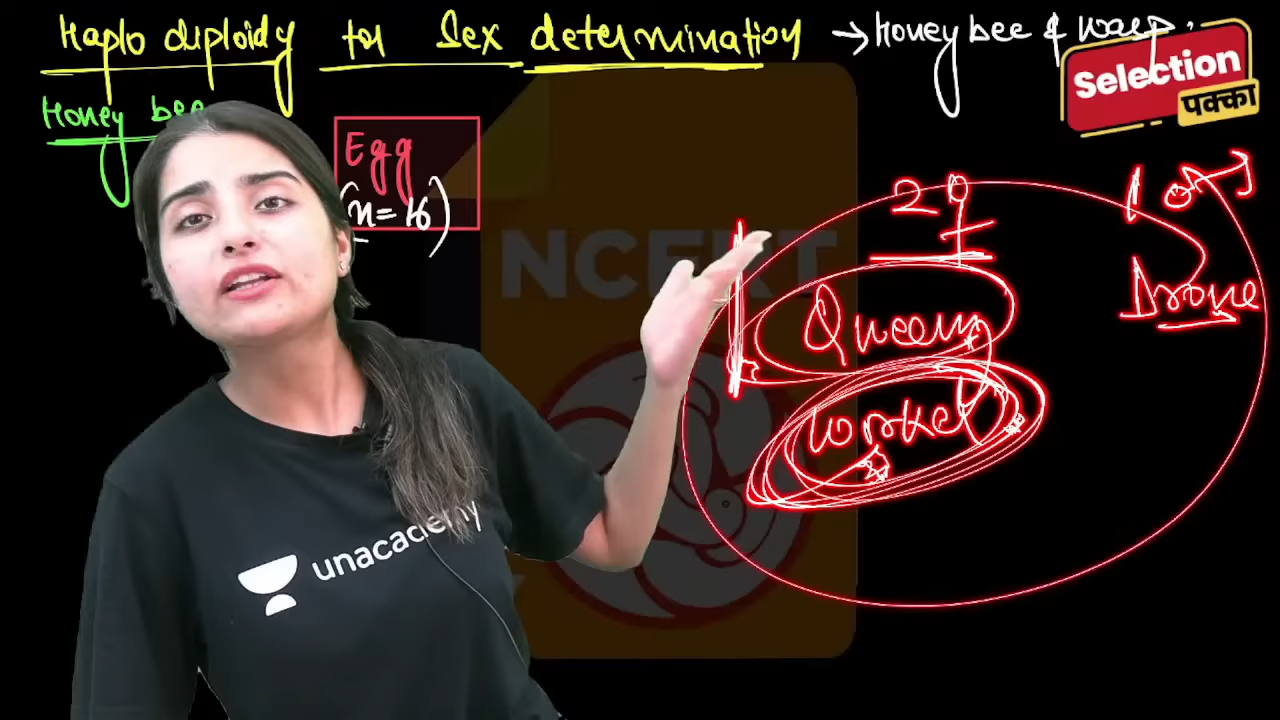 Haplo diploidy for Sex determination → Honey bee & wasp.
Selection
पक्का
Honey bee
Egg
(n=16)
2♀
1♂
Queen
Worker
Drone
NCERT
unacademy